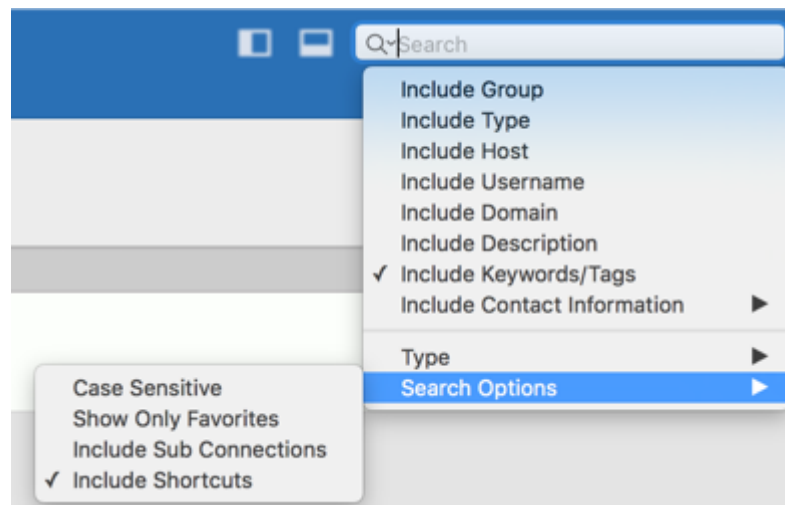 Search
Include Group
Include Type
Include Host
Include Username
Include Domain
Include Description
✓ Include Keywords/Tags
Include Contact Information
Type
Search Options
Case Sensitive
Show Only Favorites
Include Sub Connections
✓ Include Shortcuts